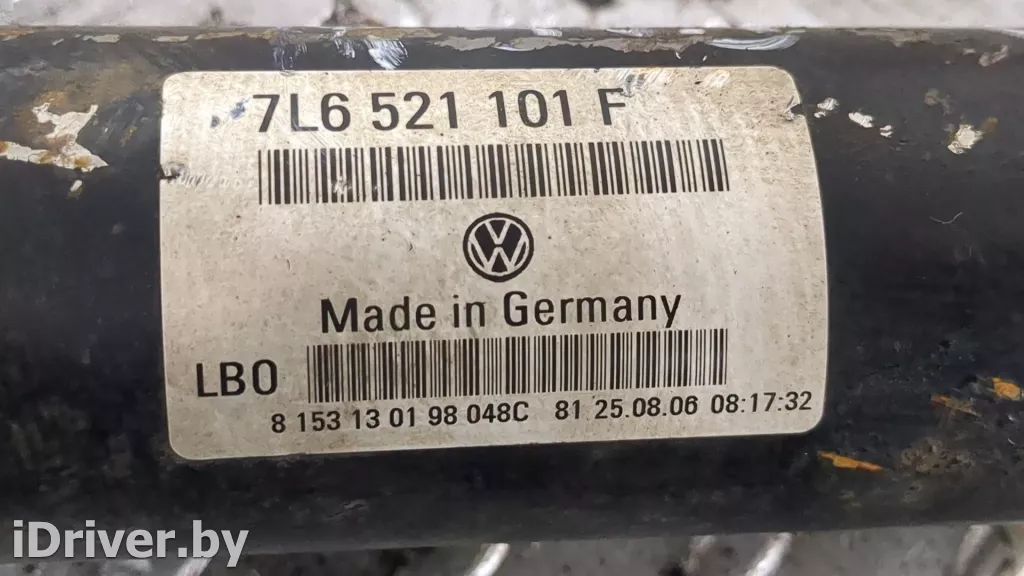 7L6 521 101 F
Made in Germany
LB0
8 153 13 01 98 048C 81 25.08.06 08:17:32
iDriver.by